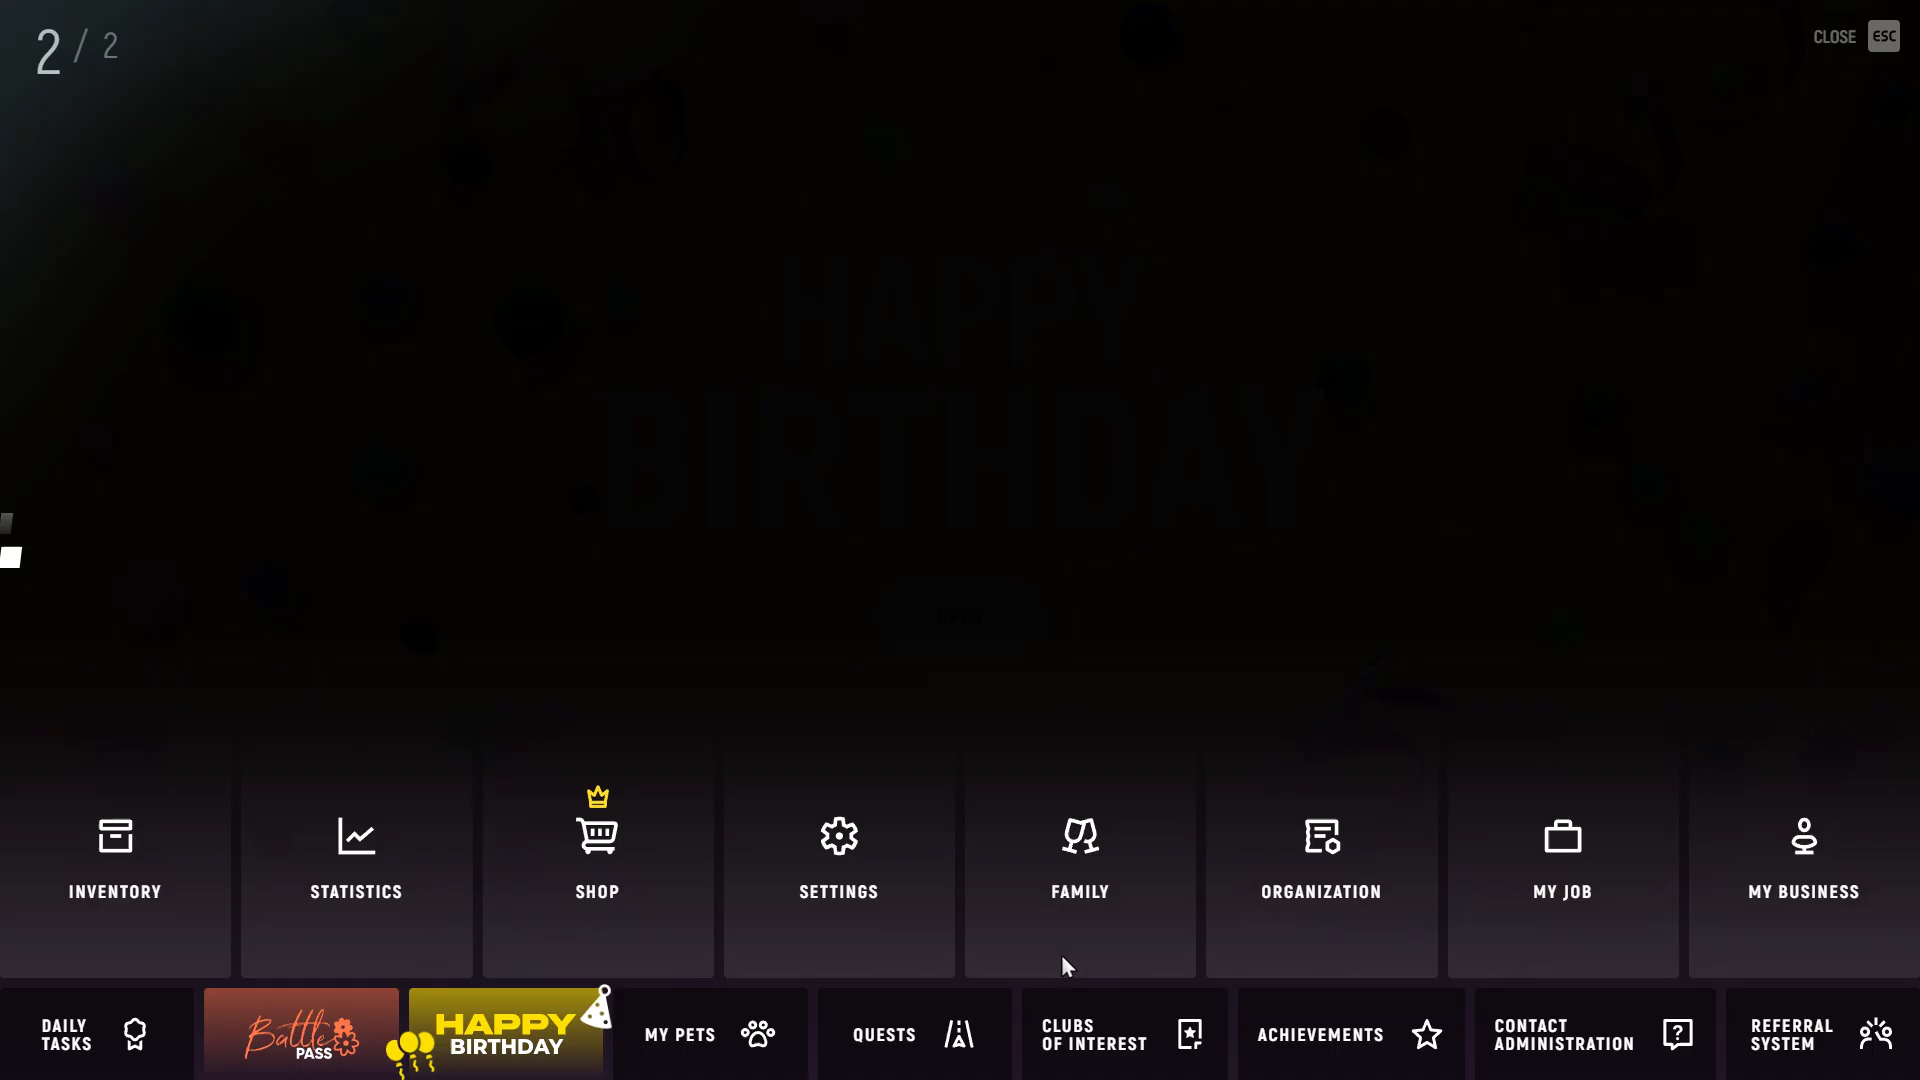 2 / 2
CLOSE ESC
HAPPY
BIRTHDAY
INVENTORY
STATISTICS
SHOP
SETTINGS
FAMILY
ORGANIZATION
MY JOB
MY BUSINESS
DAILY
TASKS
Battle
PASS
HAPPY
BIRTHDAY
MY PETS
QUESTS
CLUBS
OF INTEREST
ACHIEVEMENTS
CONTACT
ADMINISTRATION
REFERRAL
SYSTEM